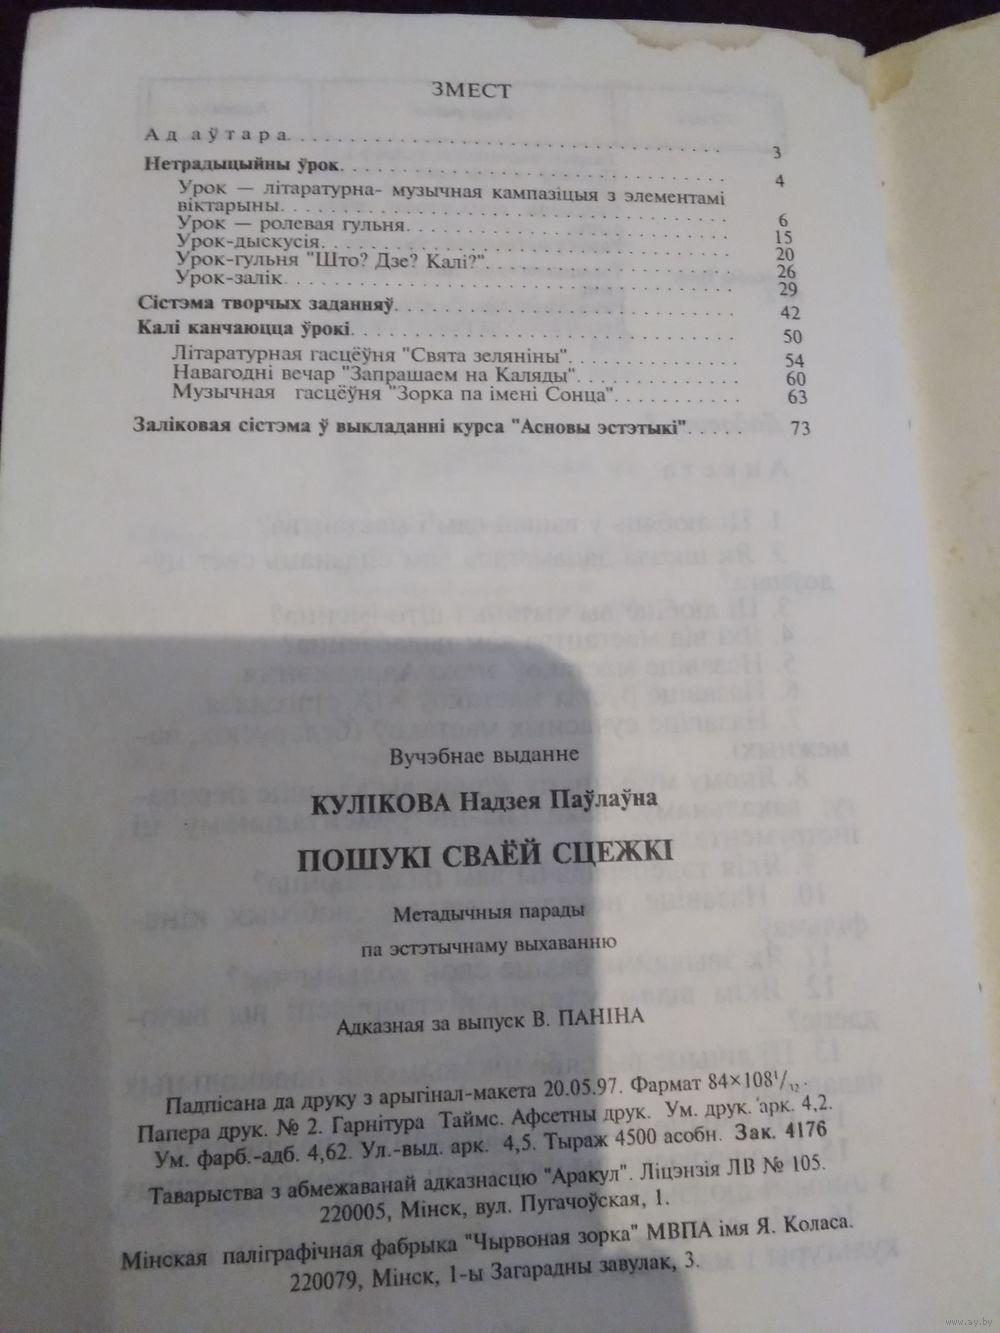 ЗМЕСТ
Ад аўтара. . . . . . . . . . . . . . . . . . . . . . . . . . . . . . 3
Нетрадыцыйны ўрок. . . . . . . . . . . . . . . . . . . . . . . . . . 4
Урок — літаратурна- музычная кампазіцыя з элементамі
віктарыны. . . . . . . . . . . . . . . . . . . . . . . . . . . . . . 6
Урок — ролевая гульня. . . . . . . . . . . . . . . . . . . . . . . . 15
Урок-дыскусія. . . . . . . . . . . . . . . . . . . . . . . . . . . . 20
Урок-гульня "Што? Дзе? Калі?". . . . . . . . . . . . . . . . . . 26
Урок-залік. . . . . . . . . . . . . . . . . . . . . . . . . . . . . . 29
Сістэма творчых заданняў. . . . . . . . . . . . . . . . . . . . . . 42
Калі канчаюцца ўрокі. . . . . . . . . . . . . . . . . . . . . . . . 50
Літаратурная гасцёўня "Свята зеляніны". . . . . . . . . . . . 54
Навагодні вечар "Запрашаем на Каляды". . . . . . . . . . . . 60
Музычная гасцёўня "Зорка па імені Сонца". . . . . . . . . . 63
Заліковая сістэма ў выкладанні курса "Асновы эстэтыкі". . . . . 73
Вучэбнае выданне
КУЛІКОВА Надзея Паўлаўна
ПОШУКІ СВАЁЙ СЦЕЖКІ
Метадычныя парады
па эстэтычнаму выхаванню
Адказная за выпуск В. ПАНІНА
Падпісана да друку з арыгінал-макета 20.05.97. Фармат 84×108¹/₃₂.
Папера друк. № 2. Гарнітура Таймс. Афсетны друк. Ум. друк. арк. 4,2.
Ум. фарб.-адб. 4,62. Ул.-выд. арк. 4,5. Тыраж 4500 асобн. Зак. 4176
Таварыства з абмежаванай адказнасцю "Аракул". Ліцэнзія ЛВ № 105.
220005, Мінск, вул. Пугачоўская, 1.
Мінская паліграфічная фабрыка "Чырвоная зорка" МВПА імя Я. Коласа.
220079, Мінск, 1-ы Загарадны завулак, 3.
www.ay.by